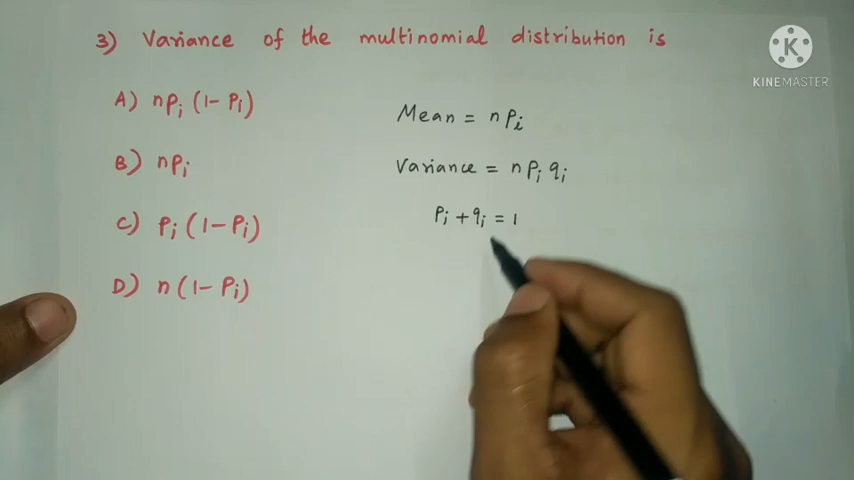 3) Variance of the multinomial distribution is
A) npᵢ (1- Pᵢ)
B) npᵢ
C) Pᵢ (1-Pᵢ)
D) n (1- Pᵢ)
Mean = npᵢ
Variance = npᵢ qᵢ
Pᵢ + qᵢ = 1
K
KINEMASTER